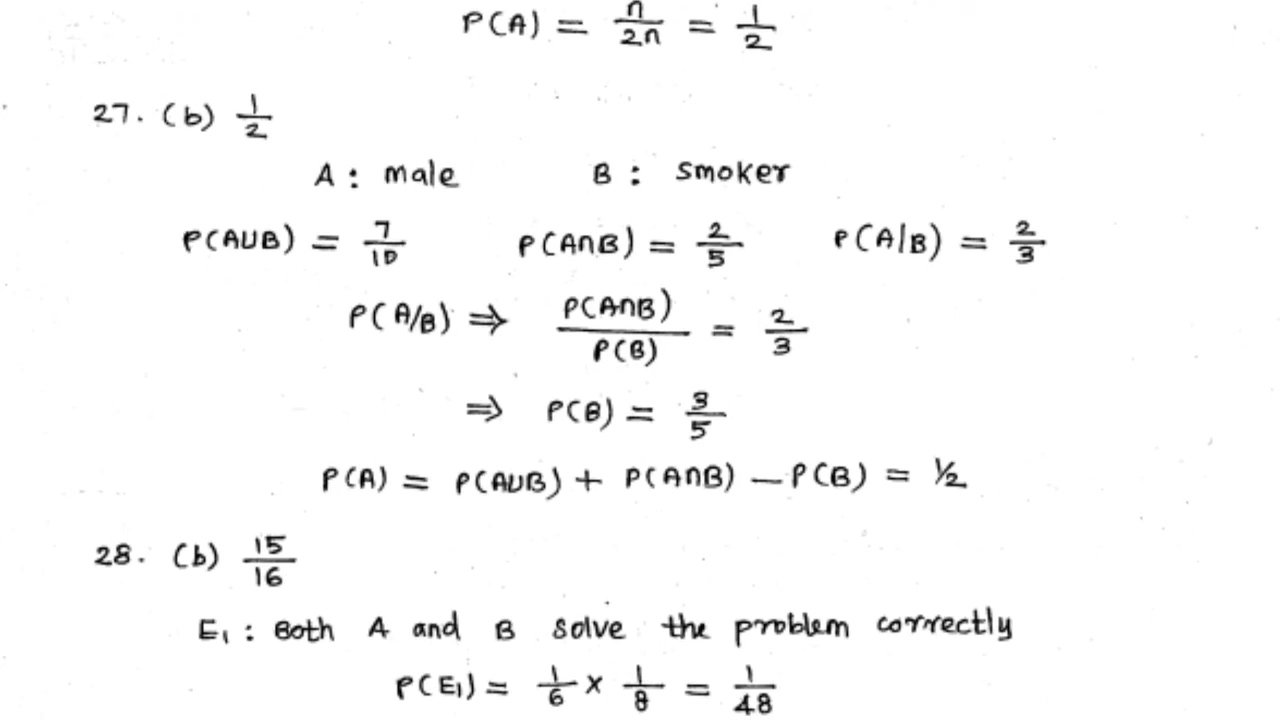 P(A) = n/2n = 1/2
27. (b) 1/2
A : male B : smoker
P(A∪B) = 7/10 P(A∩B) = 2/5 P(A|B) = 2/3
P(A/B) ⇒ P(A∩B)/P(B) = 2/3
⇒ P(B) = 3/5
P(A) = P(A∪B) + P(A∩B) – P(B) = 1/2
28. (b) 15/16
E₁ : Both A and B solve the problem correctly
P(E₁) = 1/6 × 1/8 = 1/48